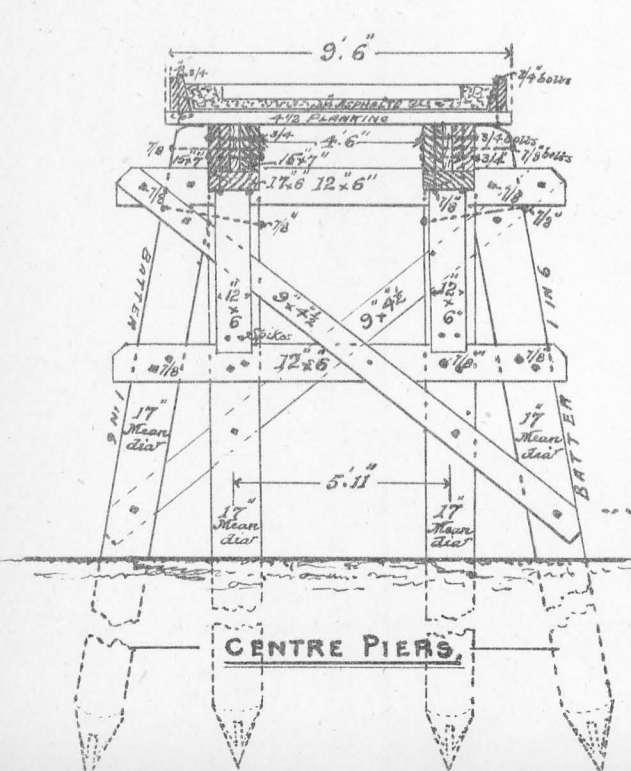 9'. 6"
3/4
3/4" bolts
ASPHALTE
4 1/2 PLANKING
3/4
4'. 6"
3/4 bolts
7/8
15x7"
15x7"
3/4"
7/8" bolts
17x6"
12"x6"
7/8
7/8"
7/8"
7/8"
7/8"
BATTER 1 IN 6
12" x 6"
9"x4 1/2"
9"x4 1/2"
12" x 6"
BATTER 1 IN 6
Spikes
7/8"
12"x6"
7/8"
7/8"
17" Mean dia
17" Mean dia
5'. 11"
17" Mean dia
17" Mean dia
CENTRE PIERS.